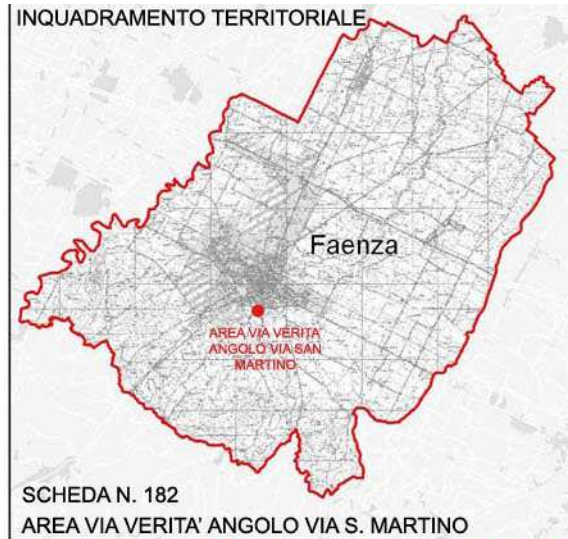 INQUADRAMENTO TERRITORIALE
Faenza
AREA VIA VERITA'
ANGOLO VIA SAN
MARTINO
SCHEDA N. 182
AREA VIA VERITA' ANGOLO VIA S. MARTINO